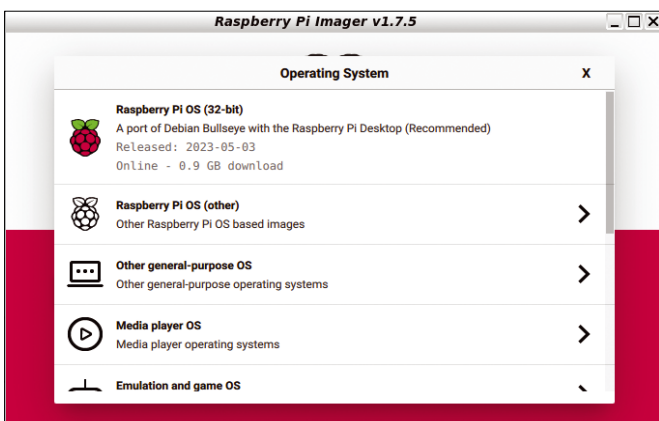 Raspberry Pi Imager v1.7.5
Operating System
X
Raspberry Pi OS (32-bit)
A port of Debian Bullseye with the Raspberry Pi Desktop (Recommended)
Released: 2023-05-03
Online - 0.9 GB download
Raspberry Pi OS (other)
Other Raspberry Pi OS based images
Other general-purpose OS
Other general-purpose operating systems
Media player OS
Media player operating systems
Emulation and game OS